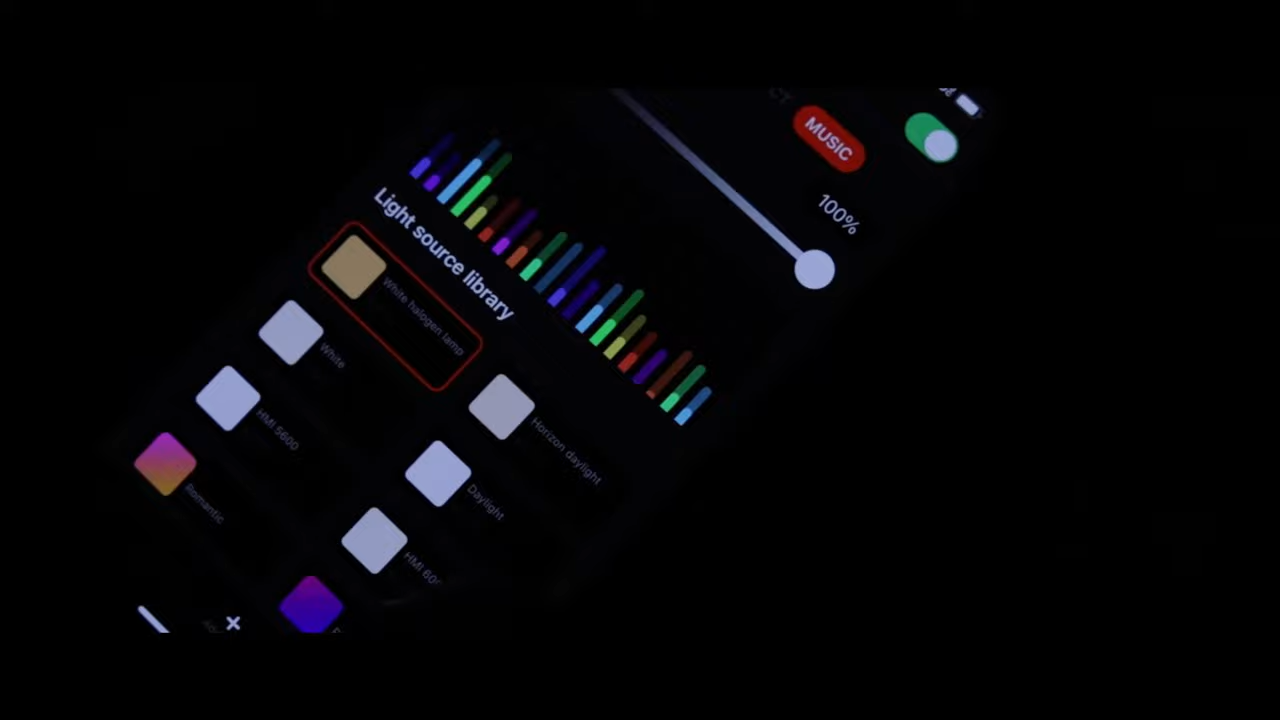 MUSIC
100%
Light source library
White halogen lamp
Horizon daylight
White
Daylight
HMI 5600
Romantic